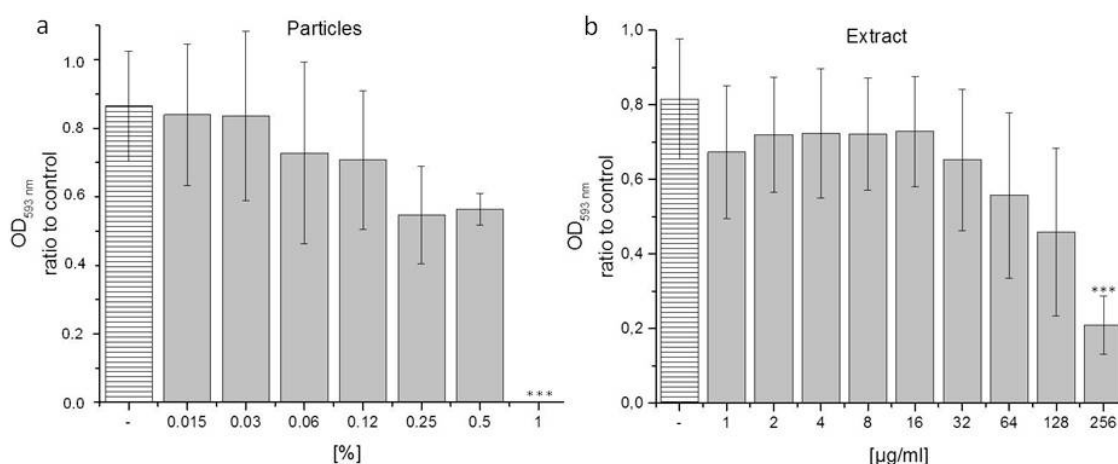 a
Particles
OD593 nm
ratio to control
1.0
0.8
0.6
0.4
0.2
0.0
***
- 0.015 0.03 0.06 0.12 0.25 0.5 1
[%]
b
Extract
OD593 nm
ratio to control
1,0
0,8
0,6
0,4
0,2
0,0
***
- 1 2 4 8 16 32 64 128 256
[µg/ml]